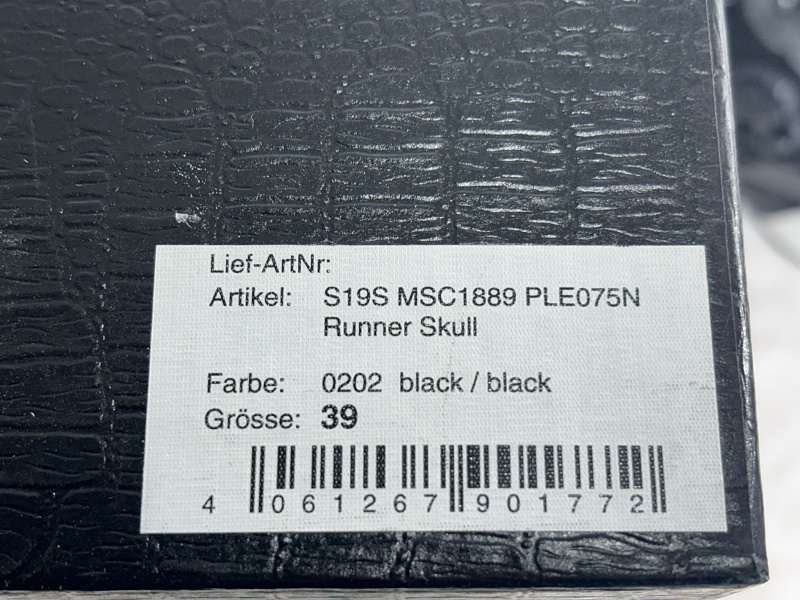 Lief-ArtNr:
Artikel: S19S MSC1889 PLE075N
Runner Skull
Farbe: 0202 black / black
Grösse: 39
4 061267 901772